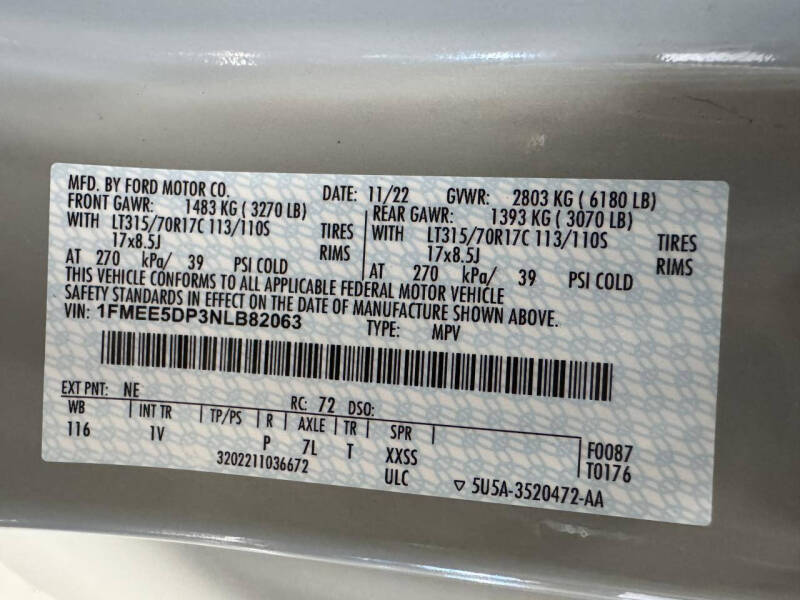 MFD. BY FORD MOTOR CO. DATE: 11/22 GVWR: 2803 KG ( 6180 LB)
FRONT GAWR: 1483 KG ( 3270 LB) REAR GAWR: 1393 KG ( 3070 LB)
WITH LT315/70R17C 113/110S TIRES WITH LT315/70R17C 113/110S TIRES
17x8.5J RIMS 17x8.5J RIMS
AT 270 kPa/ 39 PSI COLD AT 270 kPa/ 39 PSI COLD
THIS VEHICLE CONFORMS TO ALL APPLICABLE FEDERAL MOTOR VEHICLE
SAFETY STANDARDS IN EFFECT ON THE DATE OF MANUFACTURE SHOWN ABOVE.
VIN: 1FMEE5DP3NLB82063 TYPE: MPV
EXT PNT: NE RC: 72 DSO:
WB INT TR TP/PS R AXLE TR SPR
116 1V P 7L T XXSS F0087
3202211036672 ULC T0176
▽ 5U5A-3520472-AA